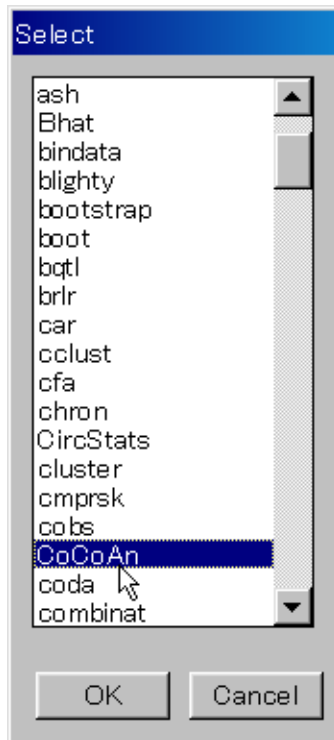 Select
ash
Bhat
bindata
blighty
bootstrap
boot
bqtl
brlr
car
cclust
cfa
chron
CircStats
cluster
cmprsk
cobs
CoCoAn
coda
combinat
OK
Cancel